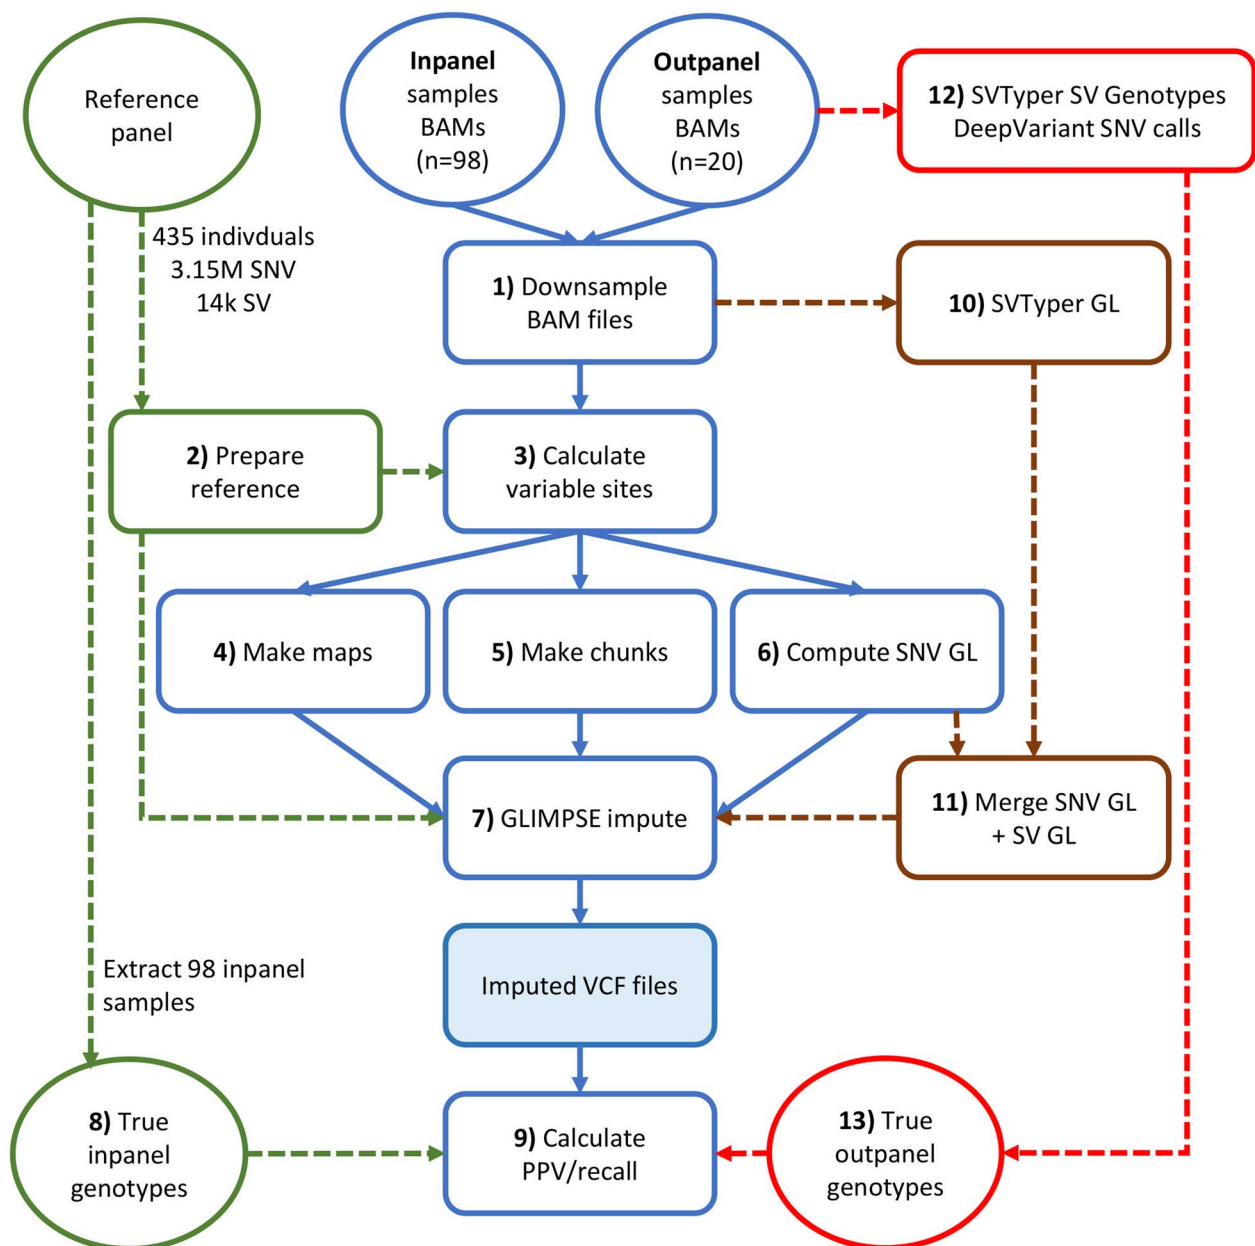 Reference
panel
Inpanel
samples
BAMs
(n=98)
Outpanel
samples
BAMs
(n=20)
12) SVTyper SV Genotypes
DeepVariant SNV calls
435 indivduals
3.15M SNV
14k SV
1) Downsample
BAM files
10) SVTyper GL
2) Prepare
reference
3) Calculate
variable sites
4) Make maps
5) Make chunks
6) Compute SNV GL
7) GLIMPSE impute
11) Merge SNV GL
+ SV GL
Extract 98 inpanel
samples
Imputed VCF files
8) True
inpanel
genotypes
9) Calculate
PPV/recall
13) True
outpanel
genotypes